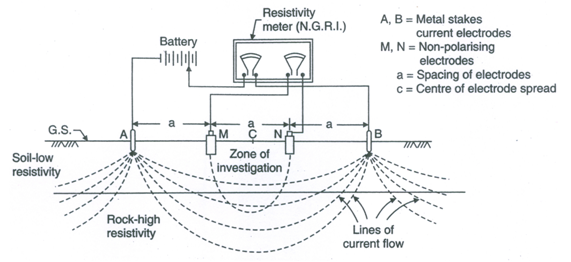 Resistivity
meter (N.G.R.I.)
Battery
A, B = Metal stakes
current electrodes
M, N = Non-polarising
electrodes
a = Spacing of electrodes
c = Centre of electrode spread
a
a
a
G.S.
A
M
C
N
B
Soil-low
resistivity
Zone of
investigation
Rock-high
resistivity
Lines of
current flow